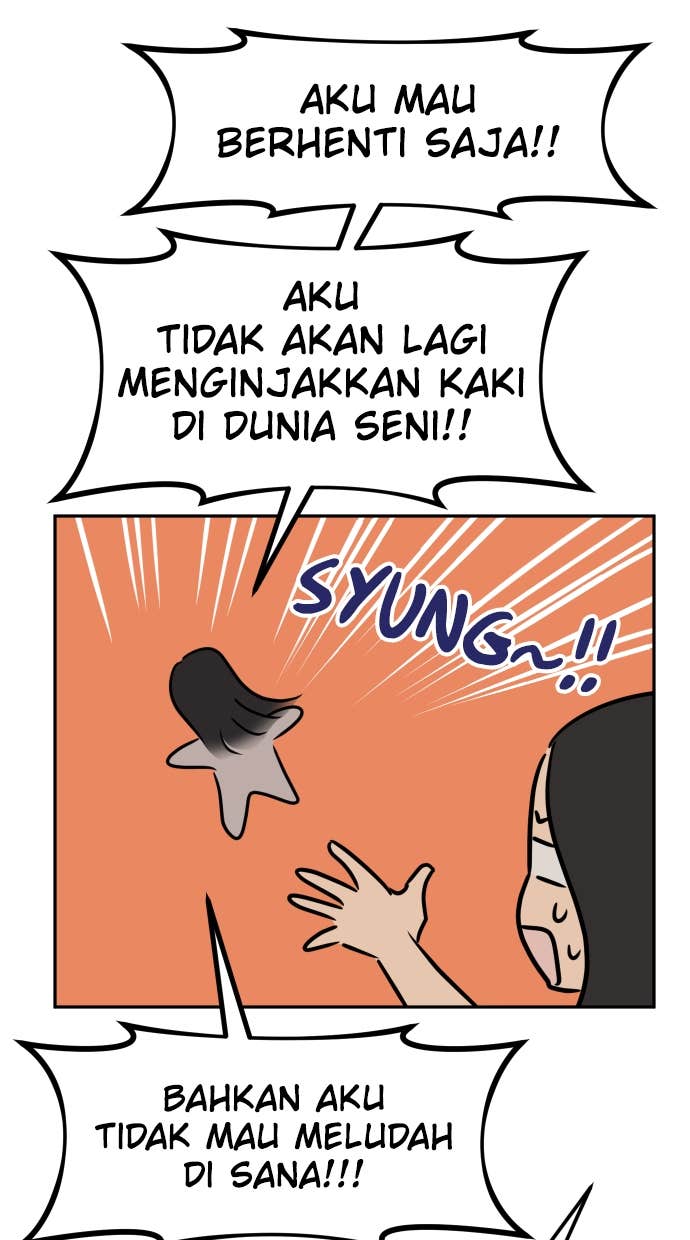 AKU MAU
BERHENTI SAJA!!
AKU
TIDAK AKAN LAGI
MENGINJAKKAN KAKI
DI DUNIA SENI!!
SYUNG~!!
BAHKAN AKU
TIDAK MAU MELUDAH
DI SANA!!!